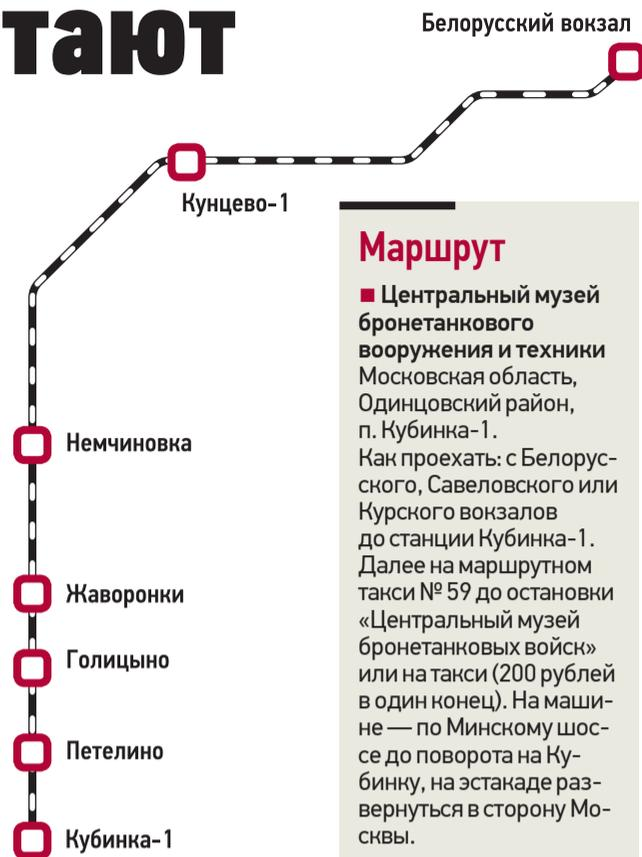 тают
Белорусский вокзал
Кунцево-1
Немчиновка
Жаворонки
Голицыно
Петелино
Кубинка-1
Маршрут
■ Центральный музей
бронетанкового
вооружения и техники
Московская область,
Одинцовский район,
п. Кубинка-1.
Как проехать: с Белорус-
ского, Савеловского или
Курского вокзалов
до станции Кубинка-1.
Далее на маршрутном
такси № 59 до остановки
«Центральный музей
бронетанковых войск»
или на такси (200 рублей
в один конец). На маши-
не — по Минскому шос-
се до поворота на Ку-
бинку, на эстакаде раз-
вернуться в сторону Мо-
сквы.